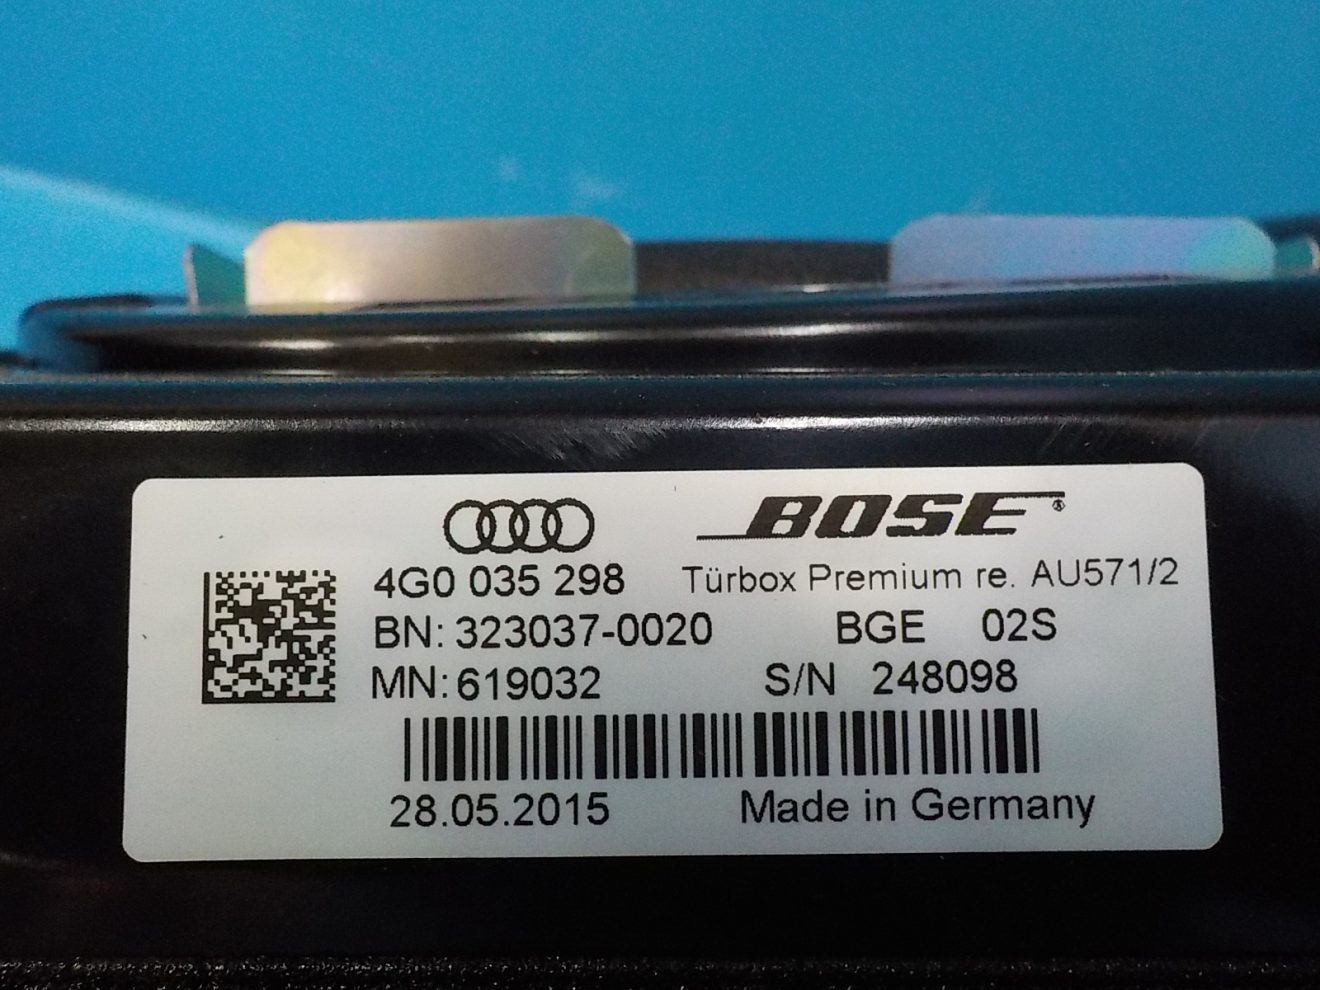 BOSE®
4G0 035 298 Türbox Premium re. AU571/2
BN: 323037-0020 BGE 02S
MN: 619032 S/N 248098
28.05.2015 Made in Germany